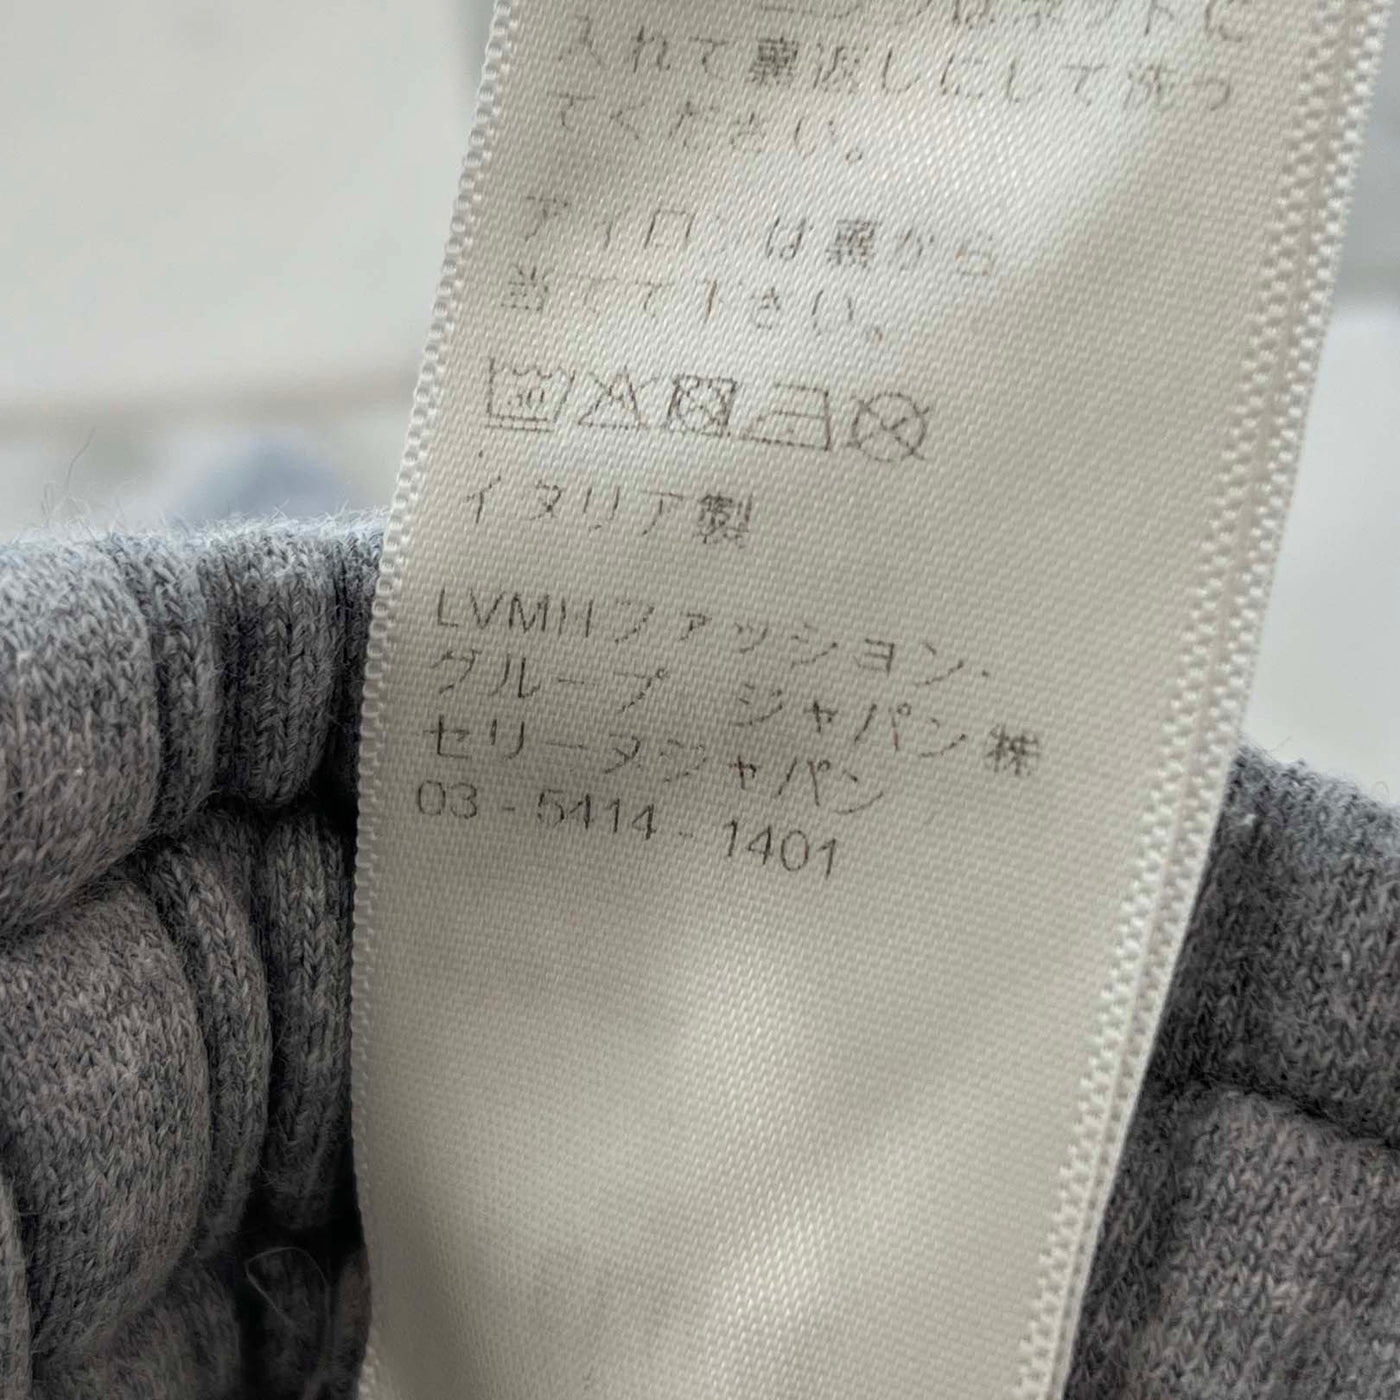 入れて裏返しにして洗っ
てください。
アイロンは裏から
当てて下さい。
30
イタリア製
LVMHファッション・
グループ ジャパン株
セリーヌジャパン
03-5414-1401